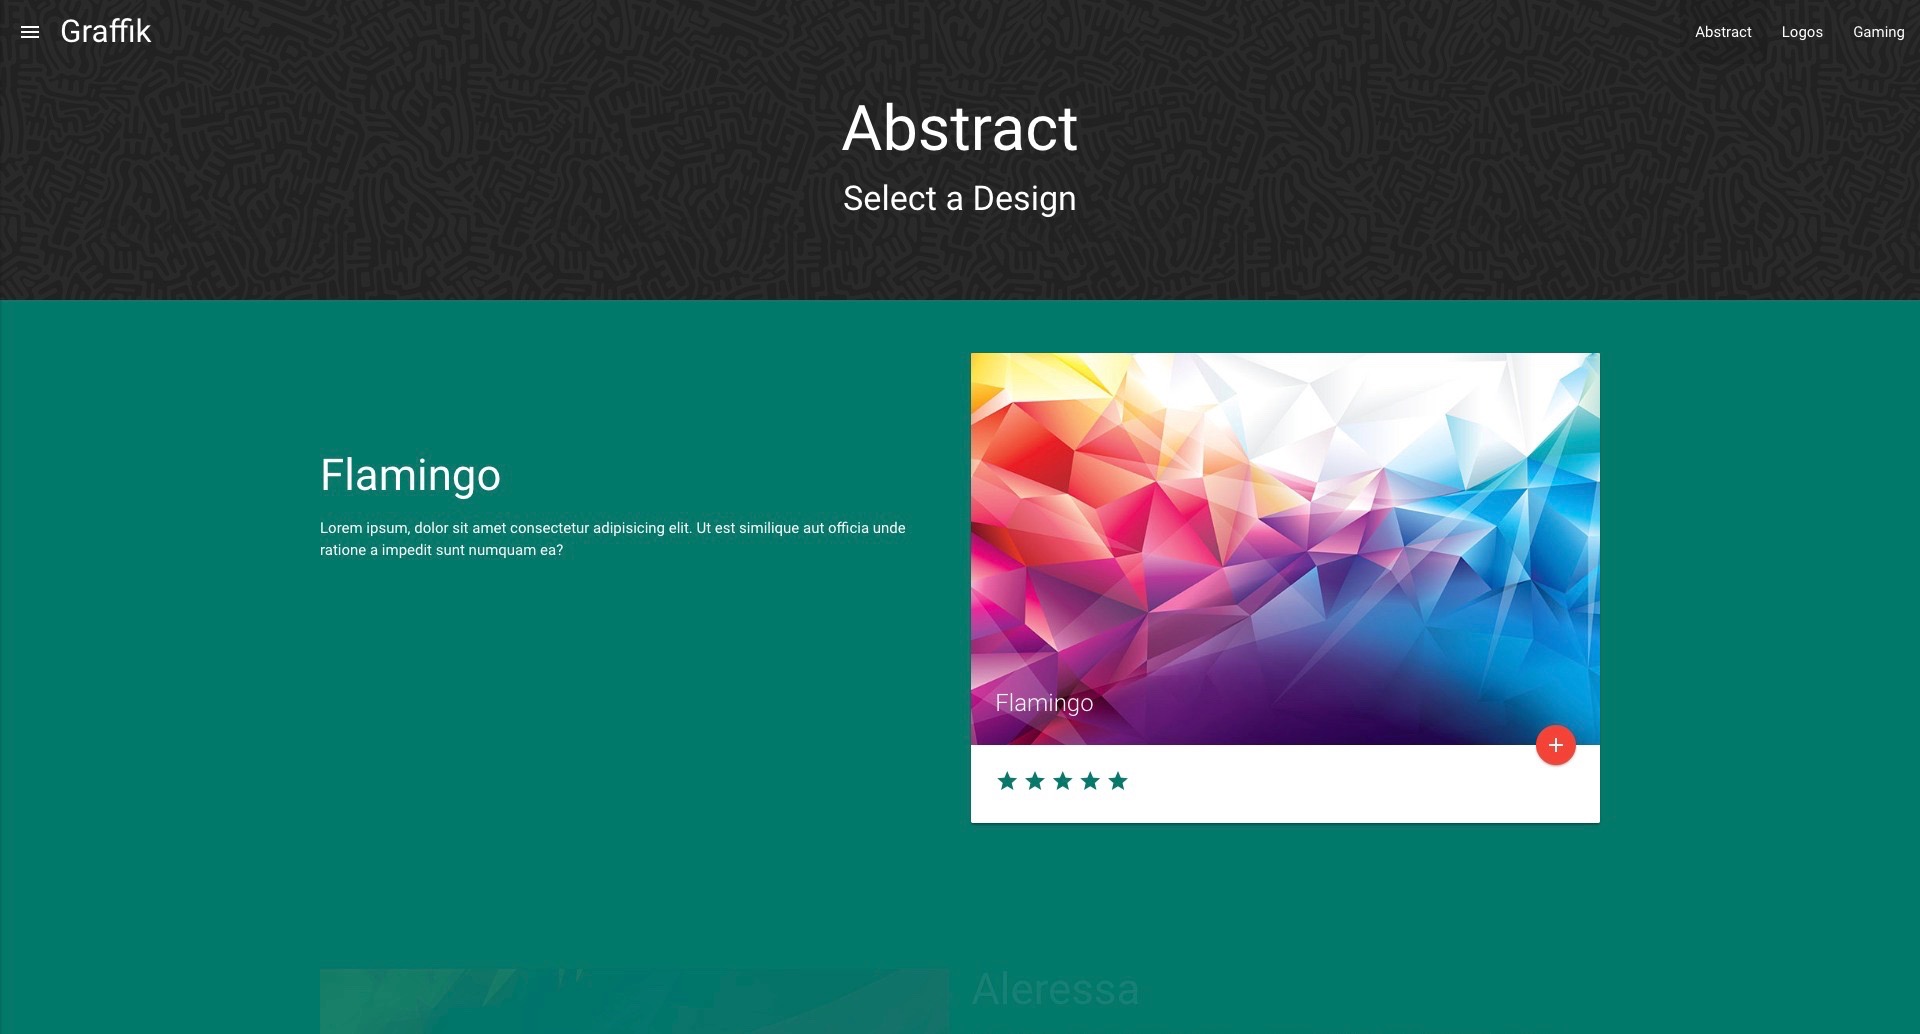 Graffik
Abstract
Logos
Gaming
Abstract
Select a Design
Flamingo
Lorem ipsum, dolor sit amet consectetur adipisicing elit. Ut est similique aut officia unde
ratione a impedit sunt numquam ea?
Flamingo
Aleressa